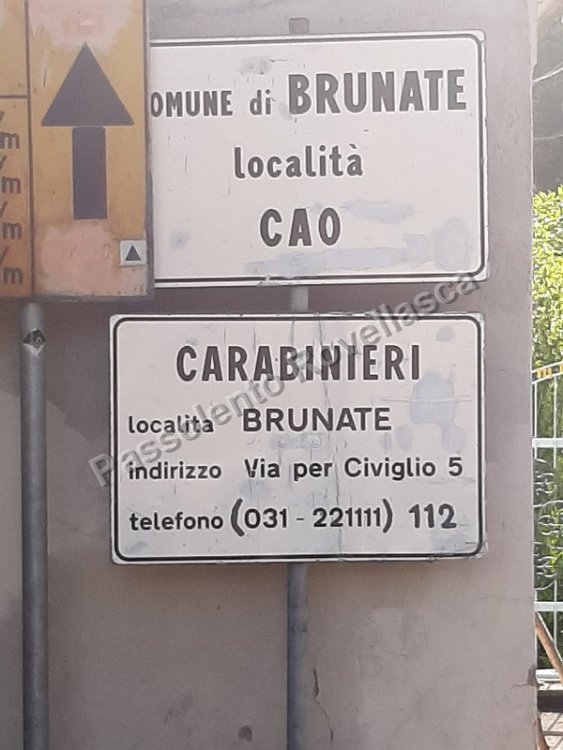 OMUNE di BRUNATE
località
CAO
CARABINIERI
località BRUNATE
indirizzo Via per Civiglio 5
telefono (031 - 221111) 112
Passolento Rovellasca
/m
/m
/m
/m